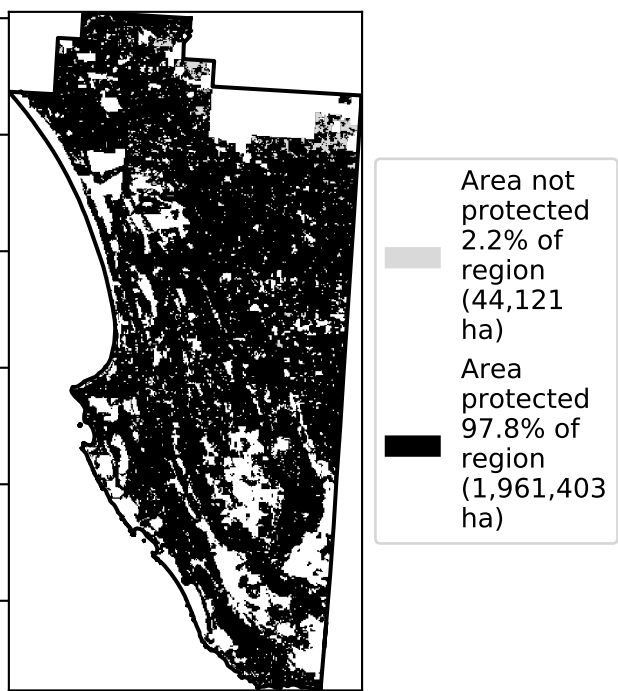 Area not
protected
2.2% of
region
(44,121
ha)
Area
protected
97.8% of
region
(1,961,403
ha)